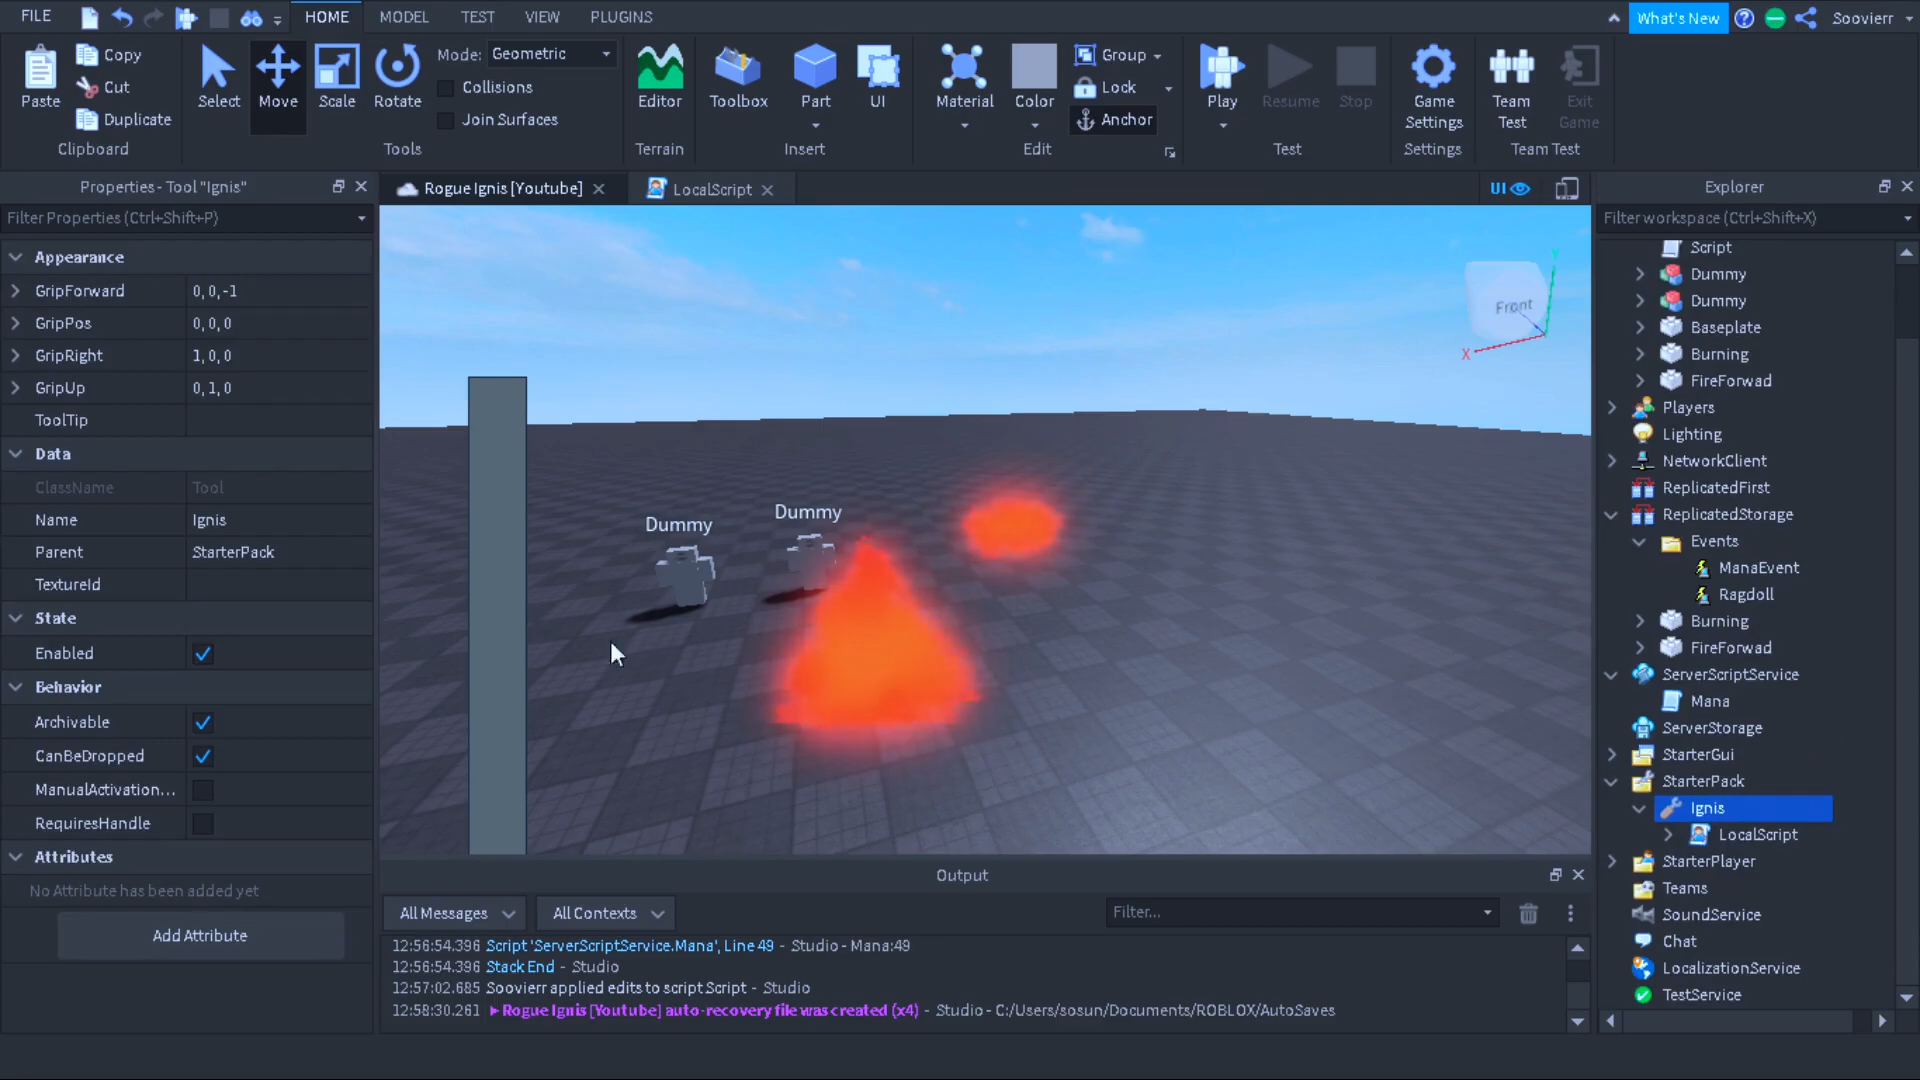 FILE HOME MODEL TEST VIEW PLUGINS What's New Soovierr
Paste Copy Cut Duplicate Clipboard
Select Move Scale Rotate Mode: Geometric Collisions Join Surfaces Tools
Editor Terrain
Toolbox Part UI Insert
Material Color Group Lock Anchor Edit
Play Resume Stop Test
Game Settings Settings
Team Test Exit Game Team Test
Properties - Tool "Ignis"
Filter Properties (Ctrl+Shift+P)
Appearance
GripForward 0, 0, -1
GripPos 0, 0, 0
GripRight 1, 0, 0
GripUp 0, 1, 0
ToolTip
Data
ClassName Tool
Name Ignis
Parent StarterPack
TextureId
State
Enabled
Behavior
Archivable
CanBeDropped
ManualActivation...
RequiresHandle
Attributes
No Attribute has been added yet
Add Attribute
Rogue Ignis [Youtube] LocalScript UI
Front
X
Y
Dummy
Dummy
Output
All Messages All Contexts Filter...
12:56:54.396 Script 'ServerScriptService.Mana', Line 49 - Studio - Mana:49
12:56:54.396 Stack End - Studio
12:57:02.685 Soovierr applied edits to script Script - Studio
12:58:30.261 Rogue Ignis [Youtube] auto-recovery file was created (x4) - Studio - C:/Users/sosun/Documents/ROBLOX/AutoSaves
Explorer
Filter workspace (Ctrl+Shift+X)
Script
Dummy
Dummy
Baseplate
Burning
FireForwad
Players
Lighting
NetworkClient
ReplicatedFirst
ReplicatedStorage
Events
ManaEvent
Ragdoll
Burning
FireForwad
ServerScriptService
Mana
ServerStorage
StarterGui
StarterPack
Ignis
LocalScript
StarterPlayer
Teams
SoundService
Chat
LocalizationService
TestService